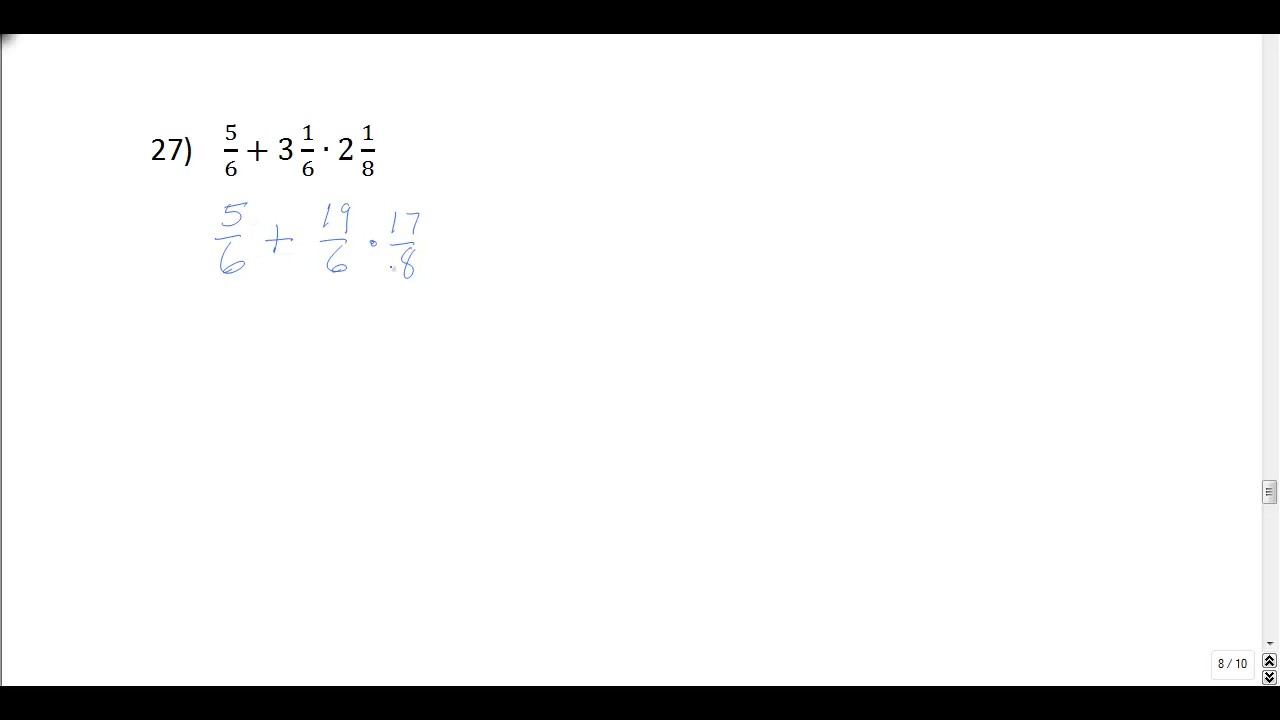 27) 5/6 + 3 1/6 · 2 1/8
5/6 + 19/6 · 17/8
8 / 10